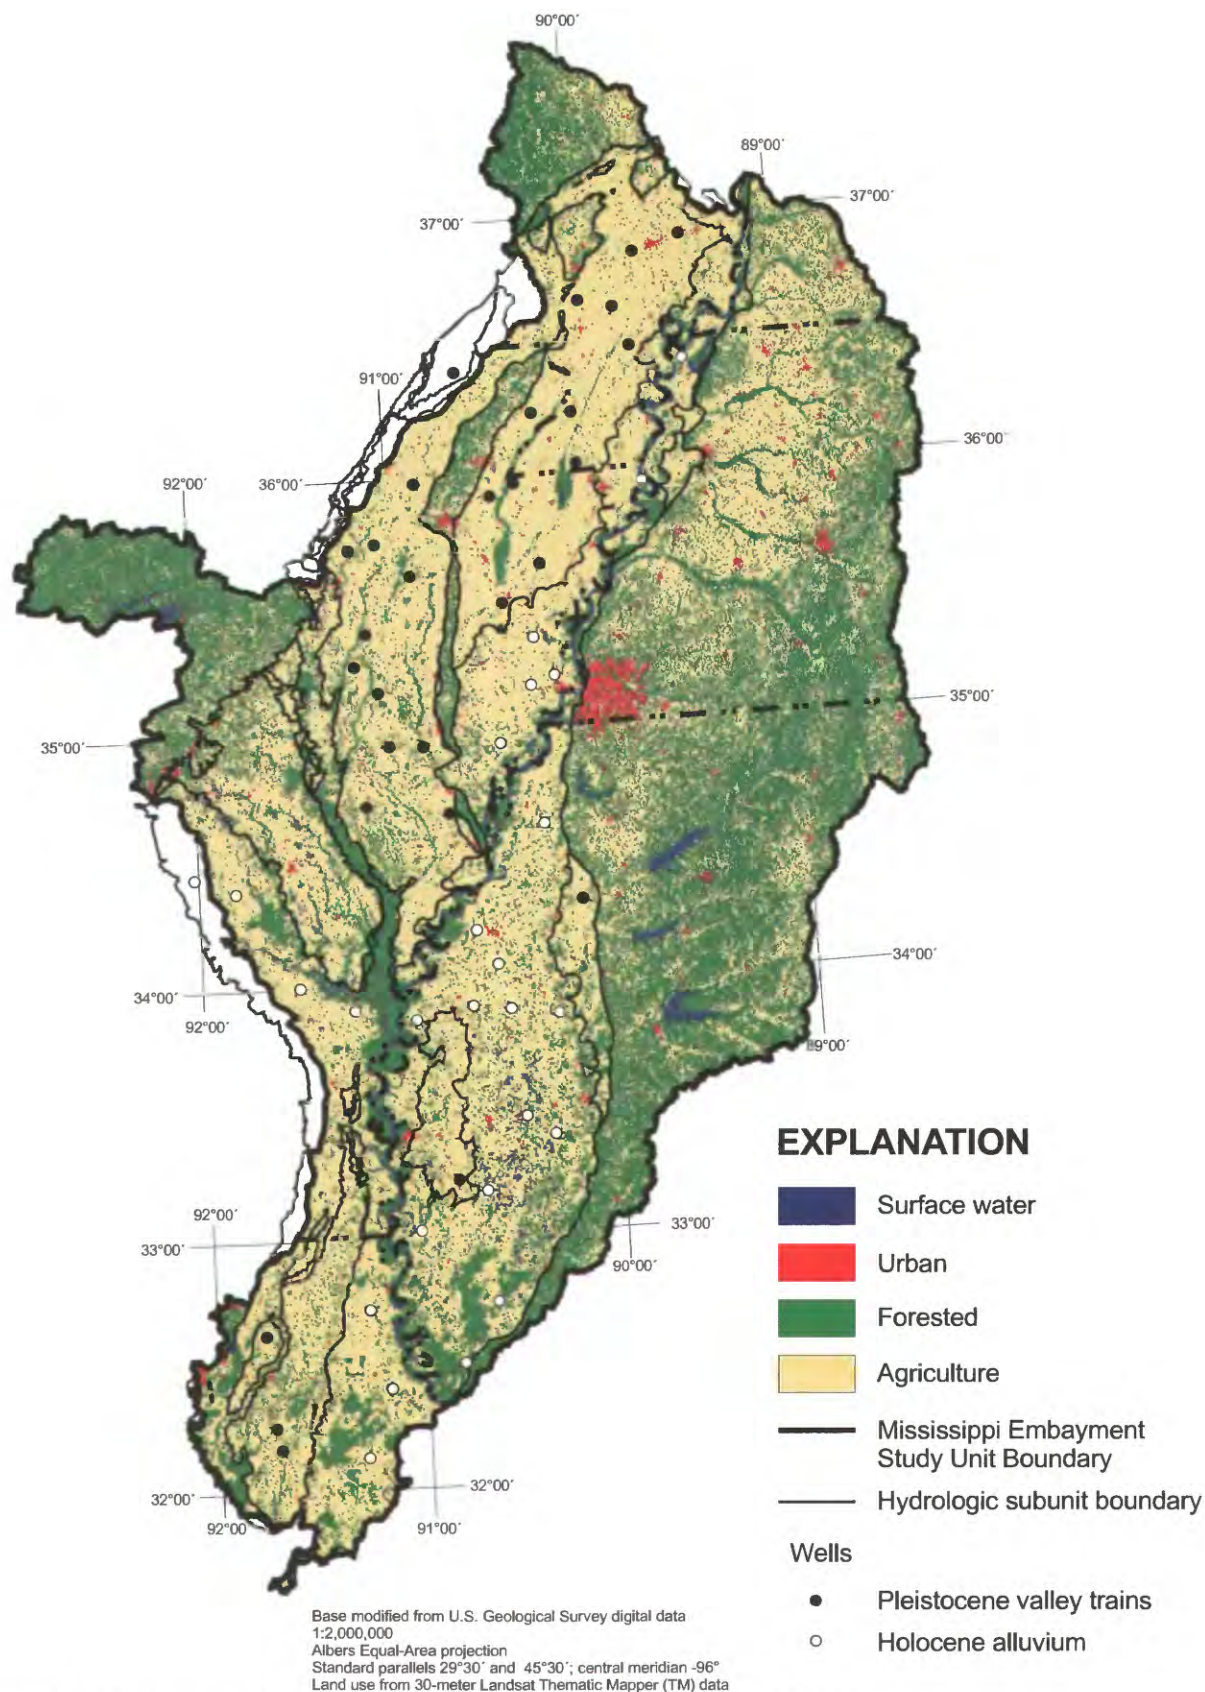 90°00´
89°00´
37°00´
37°00´
91°00´
36°00´
92°00´
36°00´
35°00´
35°00´
34°00´
34°00´
92°00´
89°00´
EXPLANATION
Surface water
Urban
Forested
Agriculture
Mississippi Embayment
Study Unit Boundary
Hydrologic subunit boundary
Wells
Pleistocene valley trains
Holocene alluvium
92°00´
33°00´
33°00´
90°00´
32°00´
32°00´
92°00´
91°00´
Base modified from U.S. Geological Survey digital data
1:2,000,000
Albers Equal-Area projection
Standard parallels 29°30´ and 45°30´; central meridian -96°
Land use from 30-meter Landsat Thematic Mapper (TM) data